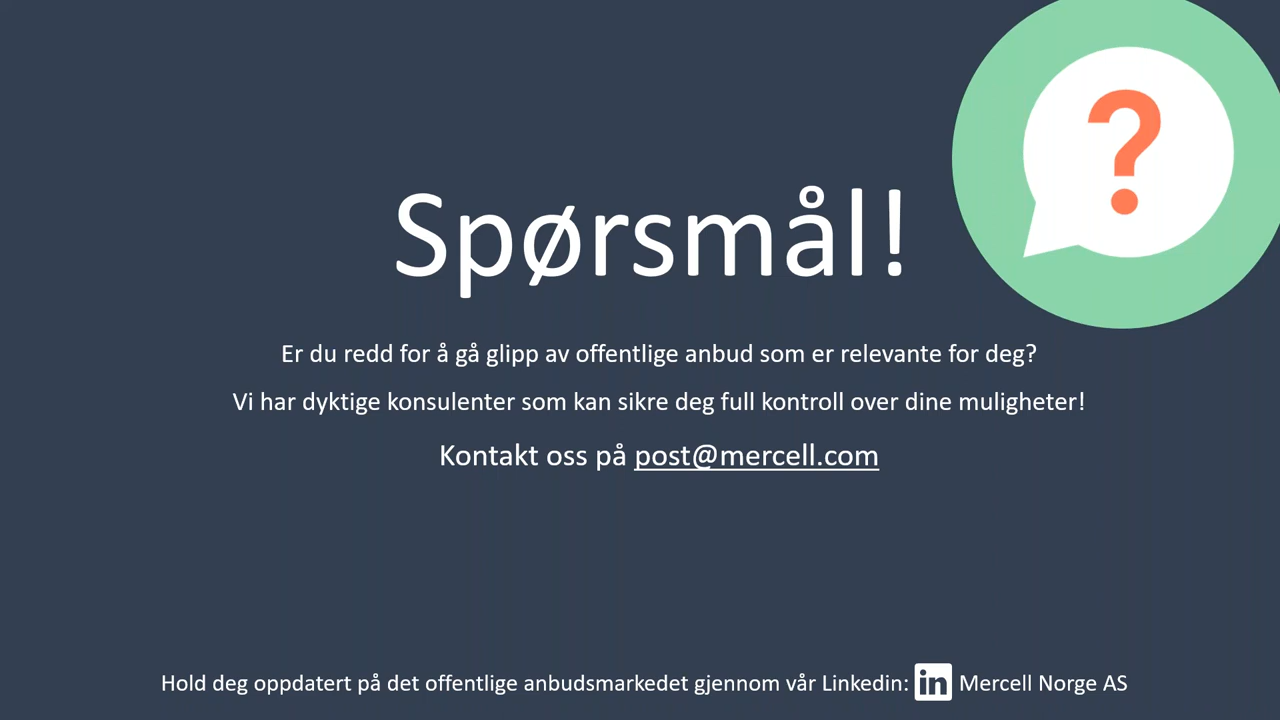 ?
Spørsmål!
Er du redd for å gå glipp av offentlige anbud som er relevante for deg?
Vi har dyktige konsulenter som kan sikre deg full kontroll over dine muligheter!
Kontakt oss på post@mercell.com
Hold deg oppdatert på det offentlige anbudsmarkedet gjennom vår Linkedin: in Mercell Norge AS